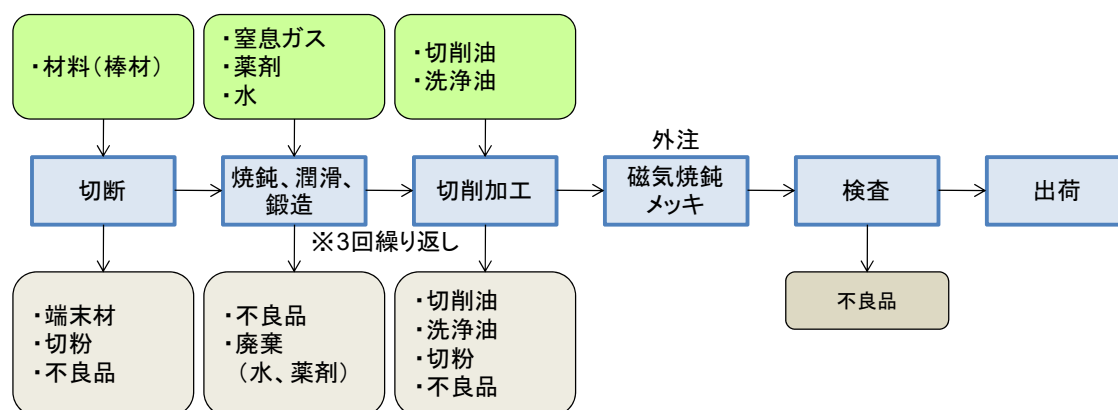 ・材料（棒材）
・窒息ガス
・薬剤
・水
・切削油
・洗浄油
外注
切断
焼鈍、潤滑、
鍛造
切削加工
磁気焼鈍
メッキ
検査
出荷
※3回繰り返し
・端末材
・切粉
・不良品
・不良品
・廃棄
（水、薬剤）
・切削油
・洗浄油
・切粉
・不良品
不良品